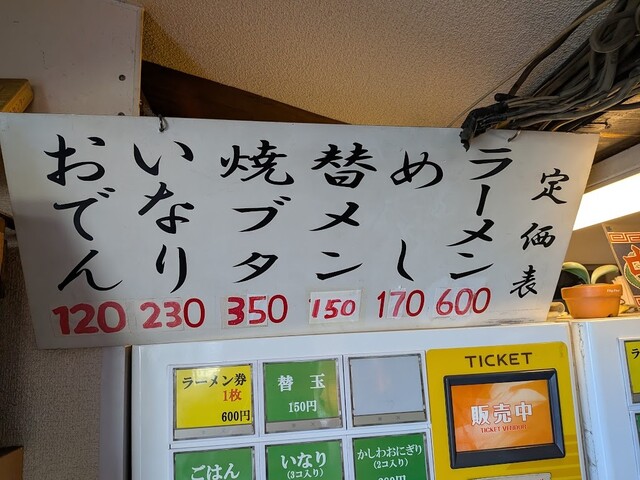 定価表
ラーメン 600
めし 170
替メン 150
焼ブタ 350
いなり 230
おでん 120
ラーメン券
1枚
600円
替玉
150円
TICKET
販売中
TICKET VENDING
ごはん
いなり
(3コ入り)
かしわおにぎり
(2コ入り)